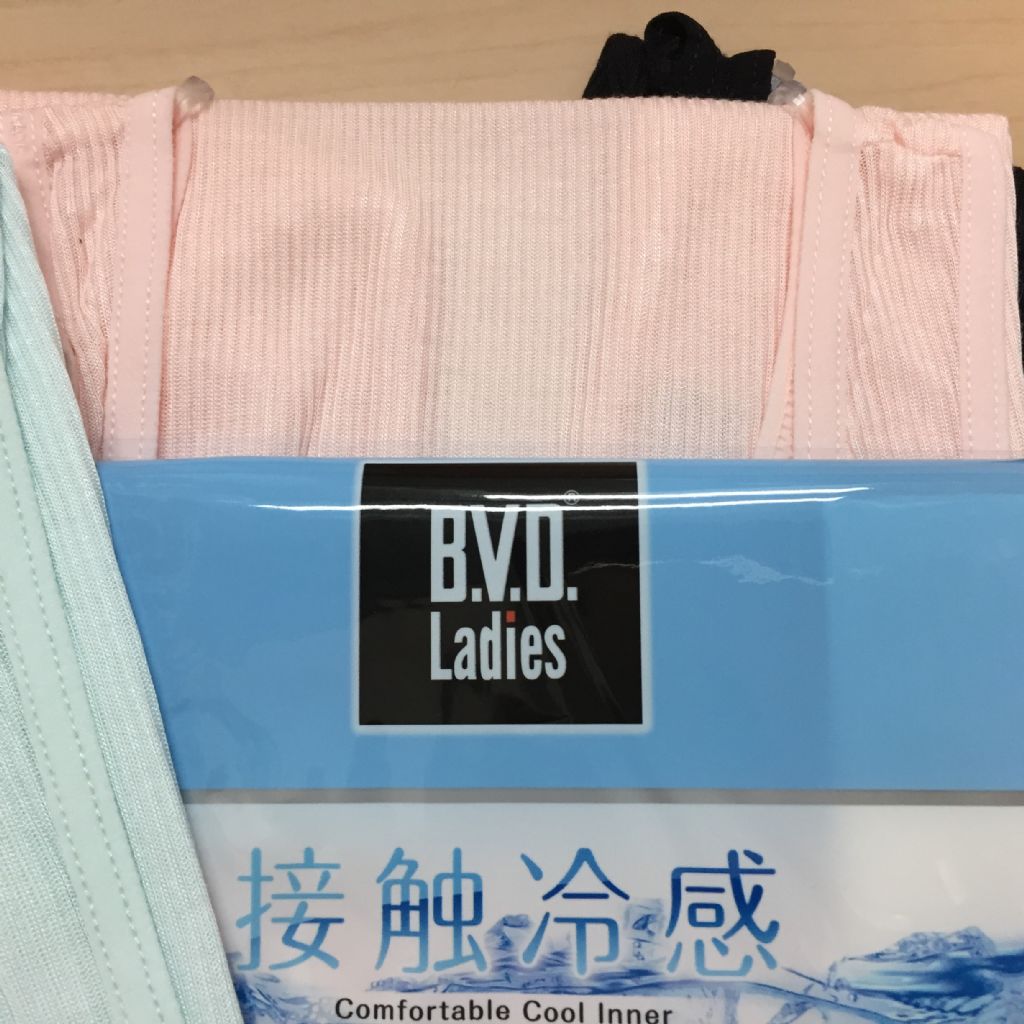 B.V.D.®
Ladies
接触冷感
Comfortable Cool Inner